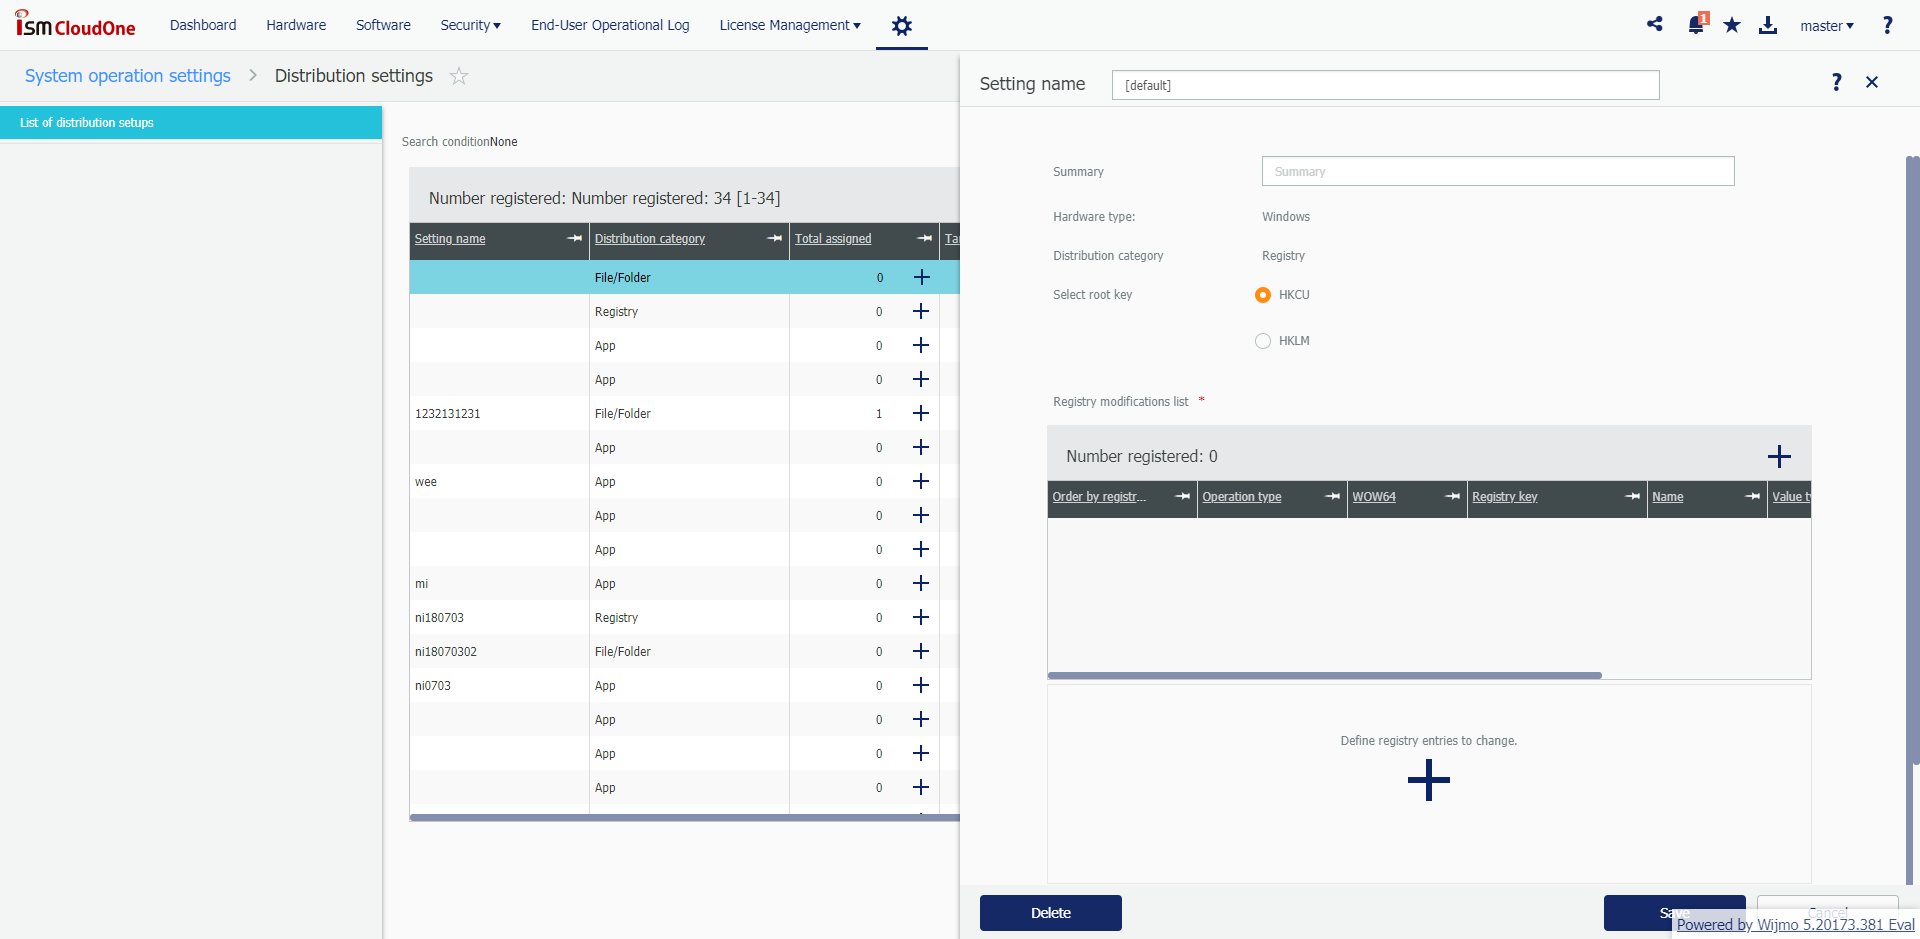 ISM CloudOne
Dashboard
Hardware
Software
Security
End-User Operational Log
License Management
1
master
?
System operation settings
Distribution settings
List of distribution setups
Search conditionNone
Number registered: Number registered: 34 [1-34]
Setting name Distribution category Total assigned Ta
File/Folder 0
Registry 0
App 0
App 0
1232131231 File/Folder 1
App 0
wee App 0
App 0
App 0
mi App 0
ni180703 Registry 0
ni18070302 File/Folder 0
ni0703 App 0
App 0
App 0
App 0
Setting name [default]
?
Summary Summary
Hardware type: Windows
Distribution category Registry
Select root key HKCU
HKLM
Registry modifications list *
Number registered: 0
Order by registr... Operation type WOW64 Registry key Name Value t
Define registry entries to change.
Delete
Save
Cancel
Powered by Wijmo 5.20173.381 Eval